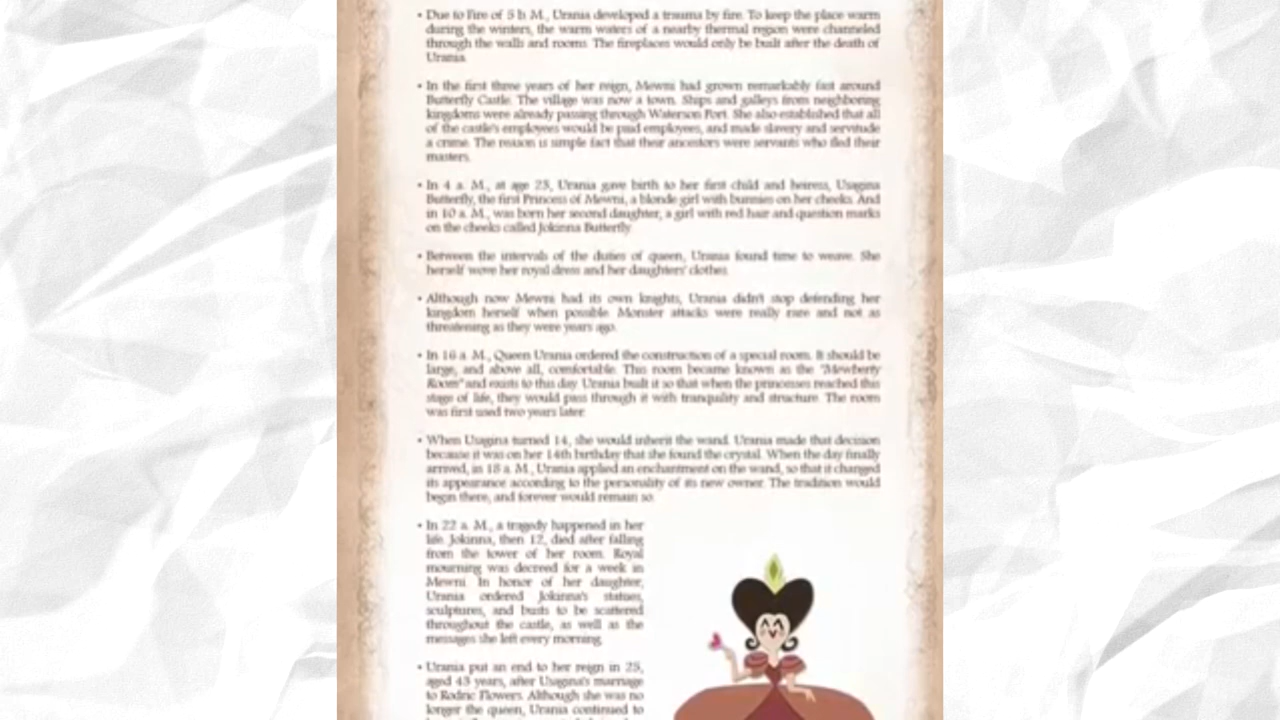 • Due to Fire of 5 b. M., Urania developed a trauma by fire. To keep the place warm
during the winters, the warm waters of a nearby thermal region were channeled
through the walls and rooms. The fireplaces would only be built after the death of
Urania.
• In the first three years of her reign, Mewni had grown remarkably fast around
Butterfly Castle. The village was now a town. Ships and galleys from neighboring
kingdoms were already passing through Waterson Port. She also established that all
of the castle's employees would be paid employees, and made slavery and servitude
a crime. The reason is simple fact that their ancestors were servants who fled their
masters.
• In 4 a. M., at age 23, Urania gave birth to her first child and heiress, Usagina
Butterfly, the first Princess of Mewni, a blonde girl with bunnies on her cheeks. And
in 10 a. M., was born her second daughter, a girl with red hair and question marks
on the cheeks called Jokinna Butterfly.
• Between the intervals of the duties of queen, Urania found time to weave. She
herself wove her royal dress and her daughters' clothes.
• Although now Mewni had its own knights, Urania didn't stop defending her
kingdom herself when possible. Monster attacks were really rare and not as
threatening as they were years ago.
• In 16 a. M., Queen Urania ordered the construction of a special room. It should be
large, and above all, comfortable. This room became known as the "Mewberty
Room" and exists to this day. Urania built it so that when the princesses reached this
stage of life, they would pass through it with tranquility and structure. The room
was first used two years later.
• When Usagina turned 14, she would inherit the wand. Urania made that decision
because it was on her 14th birthday that she found the crystal. When the day finally
arrived, in 18 a. M., Urania applied an enchantment on the wand, so that it changed
its appearance according to the personality of its new owner. The tradition would
begin there, and forever would remain so.
• In 22 a. M., a tragedy happened in her
life. Jokinna, then 12, died after falling
from the tower of her room. Royal
mourning was decreed for a week in
Mewni. In honor of her daughter,
Urania ordered Jokinna's statues,
sculptures, and busts to be scattered
throughout the castle, as well as the
messages she left every morning.
• Urania put an end to her reign in 25,
aged 43 years, after Usagina's marriage
to Rodric Flowers. Although she was no
longer the queen, Urania continued to